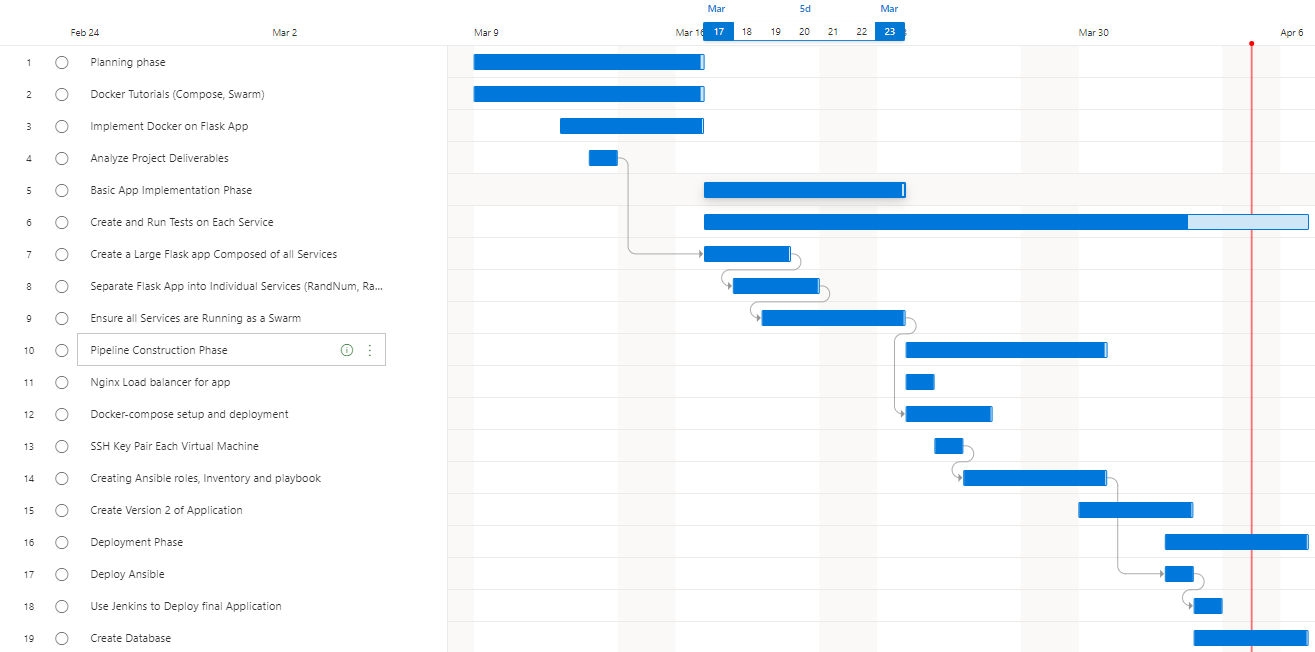 Mar 5d Mar
Feb 24 Mar 2 Mar 9 Mar 16 17 18 19 20 21 22 23 Mar 30 Apr 6
1 Planning phase
2 Docker Tutorials (Compose, Swarm)
3 Implement Docker on Flask App
4 Analyze Project Deliverables
5 Basic App Implementation Phase
6 Create and Run Tests on Each Service
7 Create a Large Flask app Composed of all Services
8 Separate Flask App into Individual Services (RandNum, Ra...
9 Ensure all Services are Running as a Swarm
10 Pipeline Construction Phase
11 Nginx Load balancer for app
12 Docker-compose setup and deployment
13 SSH Key Pair Each Virtual Machine
14 Creating Ansible roles, Inventory and playbook
15 Create Version 2 of Application
16 Deployment Phase
17 Deploy Ansible
18 Use Jenkins to Deploy final Application
19 Create Database